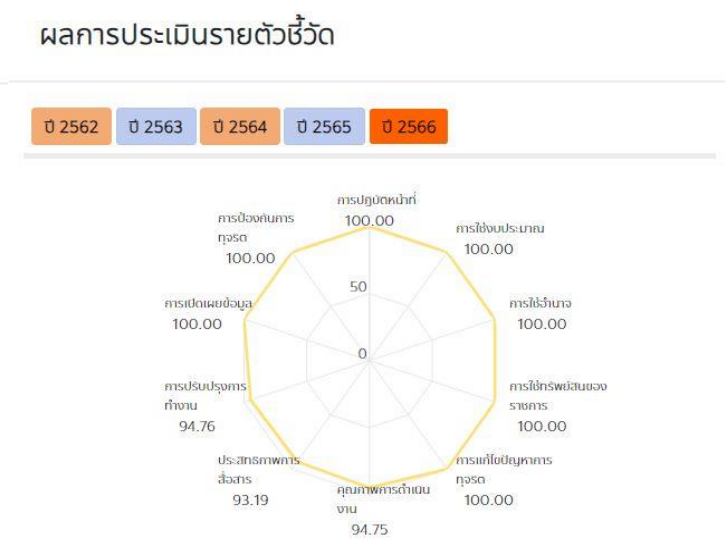 ผลการประเมินรายตัวชี้วัด
ปี 2562
ปี 2563
ปี 2564
ปี 2565
ปี 2566
การปฏิบัติหน้าที่
100.00
การใช้งบประมาณ
100.00
การใช้อำนาจ
100.00
การใช้ทรัพย์สินของ
ราชการ
100.00
การแก้ไขปัญหาการ
ทุจริต
100.00
คุณภาพการดำเนิน
งาน
94.75
ประสิทธิภาพการ
สื่อสาร
93.19
การปรับปรุงการ
ทำงาน
94.76
การเปิดเผยข้อมูล
100.00
การป้องกันการ
ทุจริต
100.00
50
0